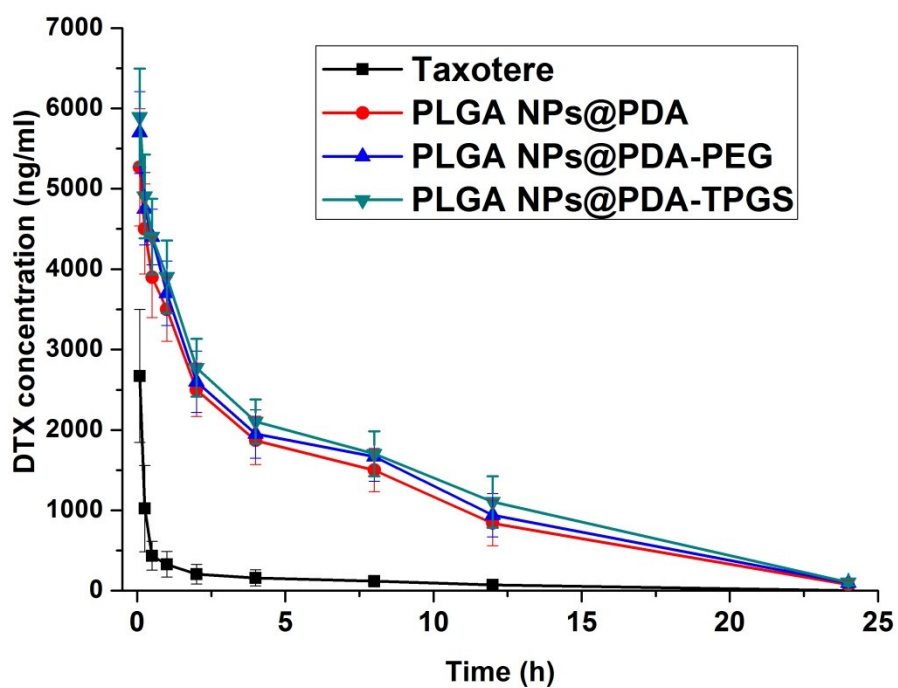 7000
6000
5000
4000
3000
2000
1000
0
DTX concentration (ng/ml)
Taxotere
PLGA NPs@PDA
PLGA NPs@PDA-PEG
PLGA NPs@PDA-TPGS
0 5 10 15 20 25
Time (h)